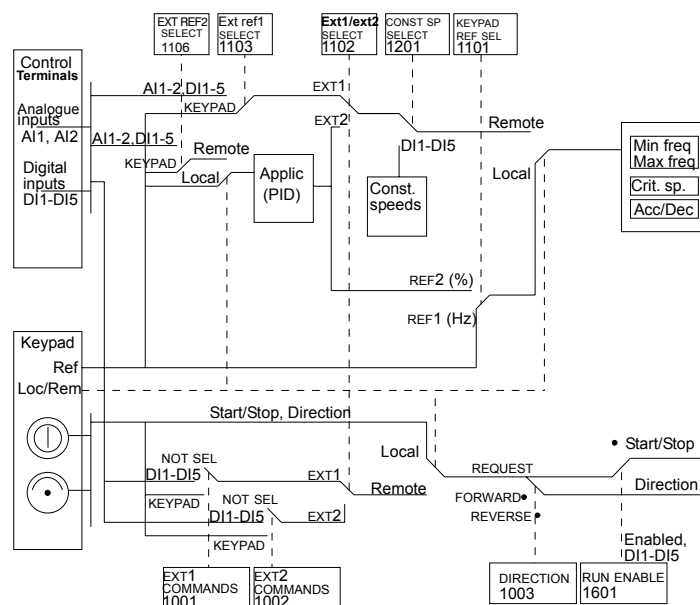 EXT REF2
SELECT
1106
Ext ref1
SELECT
1103
Ext1/ext2
SELECT
1102
CONST SP
SELECT
1201
KEYPAD
REF SEL
1101
Control
Terminals
Analogue
inputs
AI1, AI2
Digital
inputs
DI1-DI5
AI1-2,DI1-5
KEYPAD
EXT1
EXT2
AI1-2,DI1-5
Remote
KEYPAD
Local
Applic
(PID)
DI1-DI5
Const.
speeds
Remote
Local
Min freq
Max freq
Crit. sp.
Acc/Dec
REF2 (%)
REF1 (Hz)
Keypad
Ref
Loc/Rem
Start/Stop, Direction
Local
NOT SEL
DI1-DI5
EXT1
Remote
KEYPAD
NOT SEL
DI1-DI5
EXT2
KEYPAD
REQUEST
Start/Stop
Direction
FORWARD
REVERSE
Enabled,
DI1-DI5
EXT1
COMMANDS
1001
EXT2
COMMANDS
1002
DIRECTION
1003
RUN ENABLE
1601